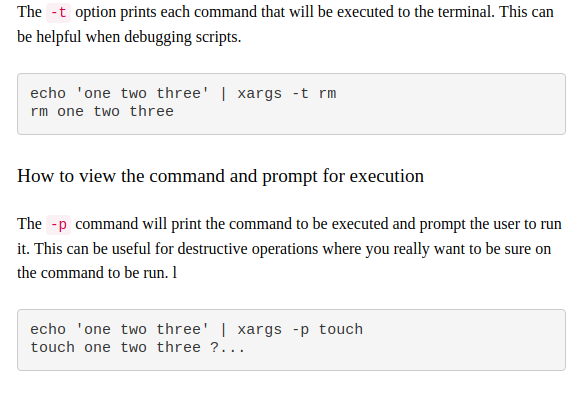 The -t option prints each command that will be executed to the terminal. This can
be helpful when debugging scripts.
echo 'one two three' | xargs -t rm
rm one two three
How to view the command and prompt for execution
The -p command will print the command to be executed and prompt the user to run
it. This can be useful for destructive operations where you really want to be sure on
the command to be run. l
echo 'one two three' | xargs -p touch
touch one two three ?...